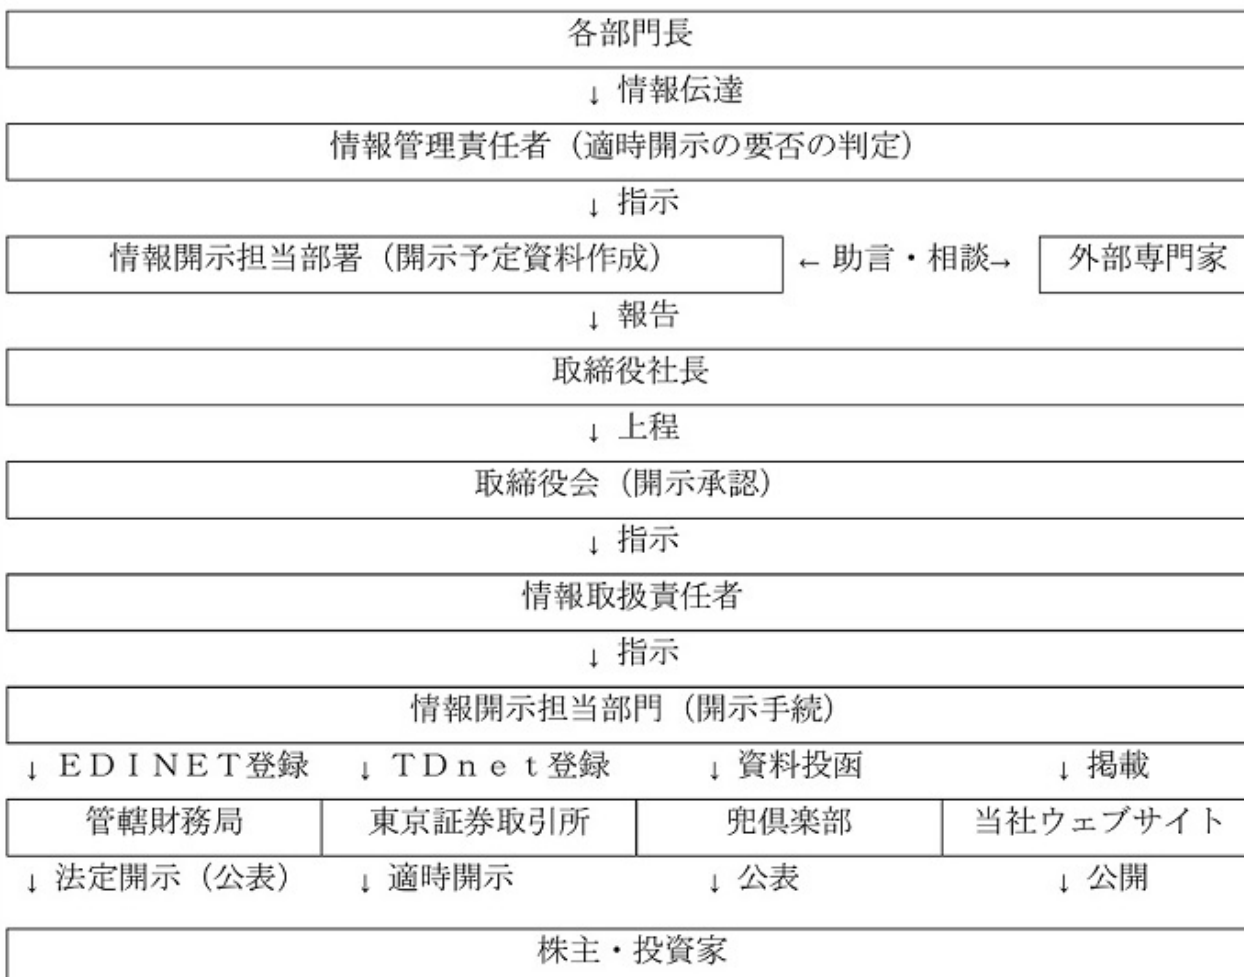 各部門長
↓ 情報伝達
情報管理責任者（適時開示の要否の判定）
↓ 指示
情報開示担当部署（開示予定資料作成） ← 助言・相談→ 外部専門家
↓ 報告
取締役社長
↓ 上程
取締役会（開示承認）
↓ 指示
情報取扱責任者
↓ 指示
情報開示担当部門（開示手続）
↓ ＥＤＩＮＥＴ登録 ↓ ＴＤｎｅｔ登録 ↓ 資料投函 ↓ 掲載
管轄財務局 東京証券取引所 兜倶楽部 当社ウェブサイト
↓ 法定開示（公表） ↓ 適時開示 ↓ 公表 ↓ 公開
株主・投資家